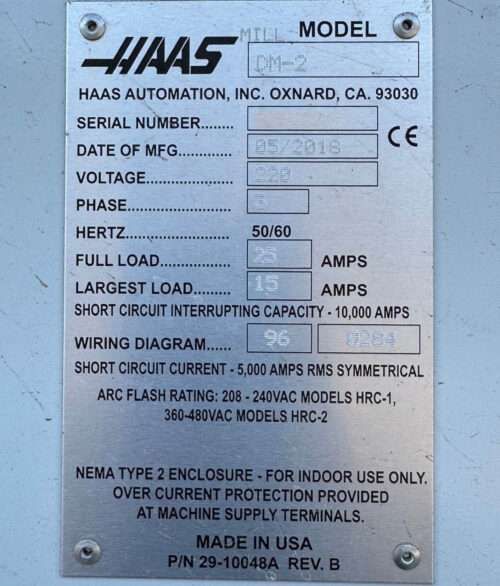 HAAS MILL MODEL
DM-2
HAAS AUTOMATION, INC. OXNARD, CA. 93030
SERIAL NUMBER........
CE
DATE OF MFG............... 05/2018
VOLTAGE...................... 220
PHASE........................... 3
HERTZ 50/60
FULL LOAD.................. 25 AMPS
LARGEST LOAD.......... 15 AMPS
SHORT CIRCUIT INTERRUPTING CAPACITY - 10,000 AMPS
WIRING DIAGRAM...... 96 0284
SHORT CIRCUIT CURRENT - 5,000 AMPS RMS SYMMETRICAL
ARC FLASH RATING: 208 - 240VAC MODELS HRC-1,
360-480VAC MODELS HRC-2
NEMA TYPE 2 ENCLOSURE - FOR INDOOR USE ONLY.
OVER CURRENT PROTECTION PROVIDED
AT MACHINE SUPPLY TERMINALS.
MADE IN USA
P/N 29-10048A REV. B